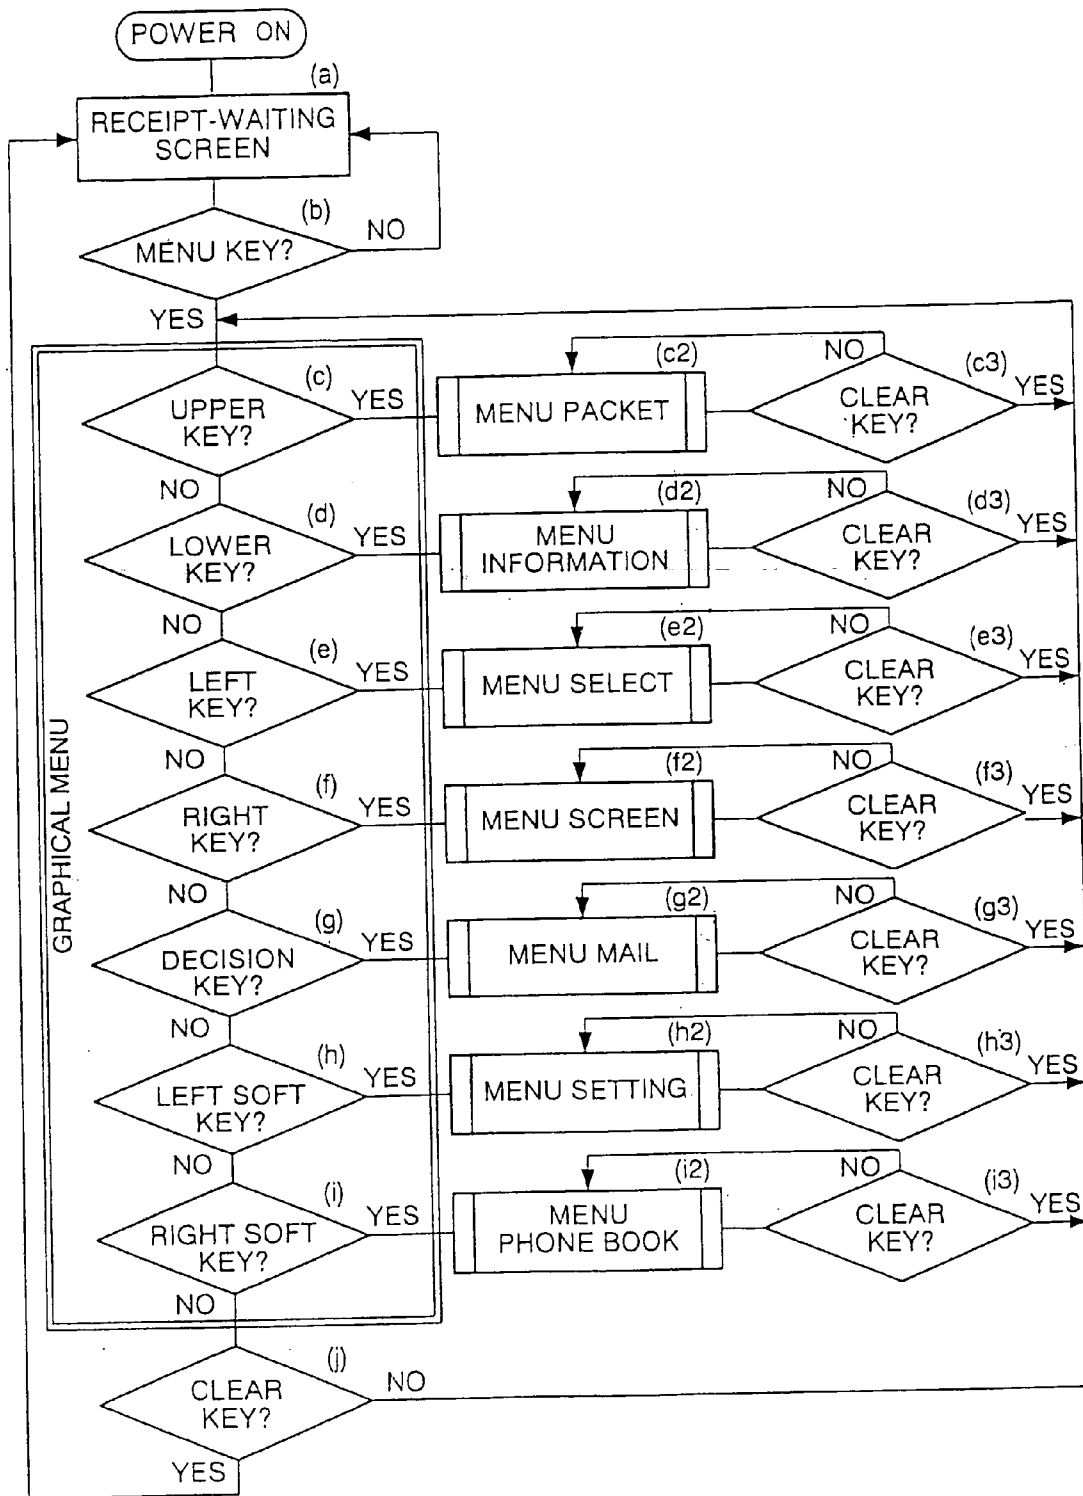 POWER ON
(a)
RECEIPT-WAITING
SCREEN
(b)
MENU KEY?
NO
YES
GRAPHICAL MENU
(c)
UPPER
KEY?
YES
(c2)
MENU PACKET
NO
CLEAR
KEY?
(c3)
YES
NO
(d)
LOWER
KEY?
YES
(d2)
MENU
INFORMATION
NO
CLEAR
KEY?
(d3)
YES
NO
(e)
LEFT
KEY?
YES
(e2)
MENU SELECT
NO
CLEAR
KEY?
(e3)
YES
NO
(f)
RIGHT
KEY?
YES
(f2)
MENU SCREEN
NO
CLEAR
KEY?
(f3)
YES
NO
(g)
DECISION
KEY?
YES
(g2)
MENU MAIL
NO
CLEAR
KEY?
(g3)
YES
NO
(h)
LEFT SOFT
KEY?
YES
(h2)
MENU SETTING
NO
CLEAR
KEY?
(h3)
YES
NO
(i)
RIGHT SOFT
KEY?
YES
(i2)
MENU
PHONE BOOK
NO
CLEAR
KEY?
(i3)
YES
NO
(j)
CLEAR
KEY?
NO
YES